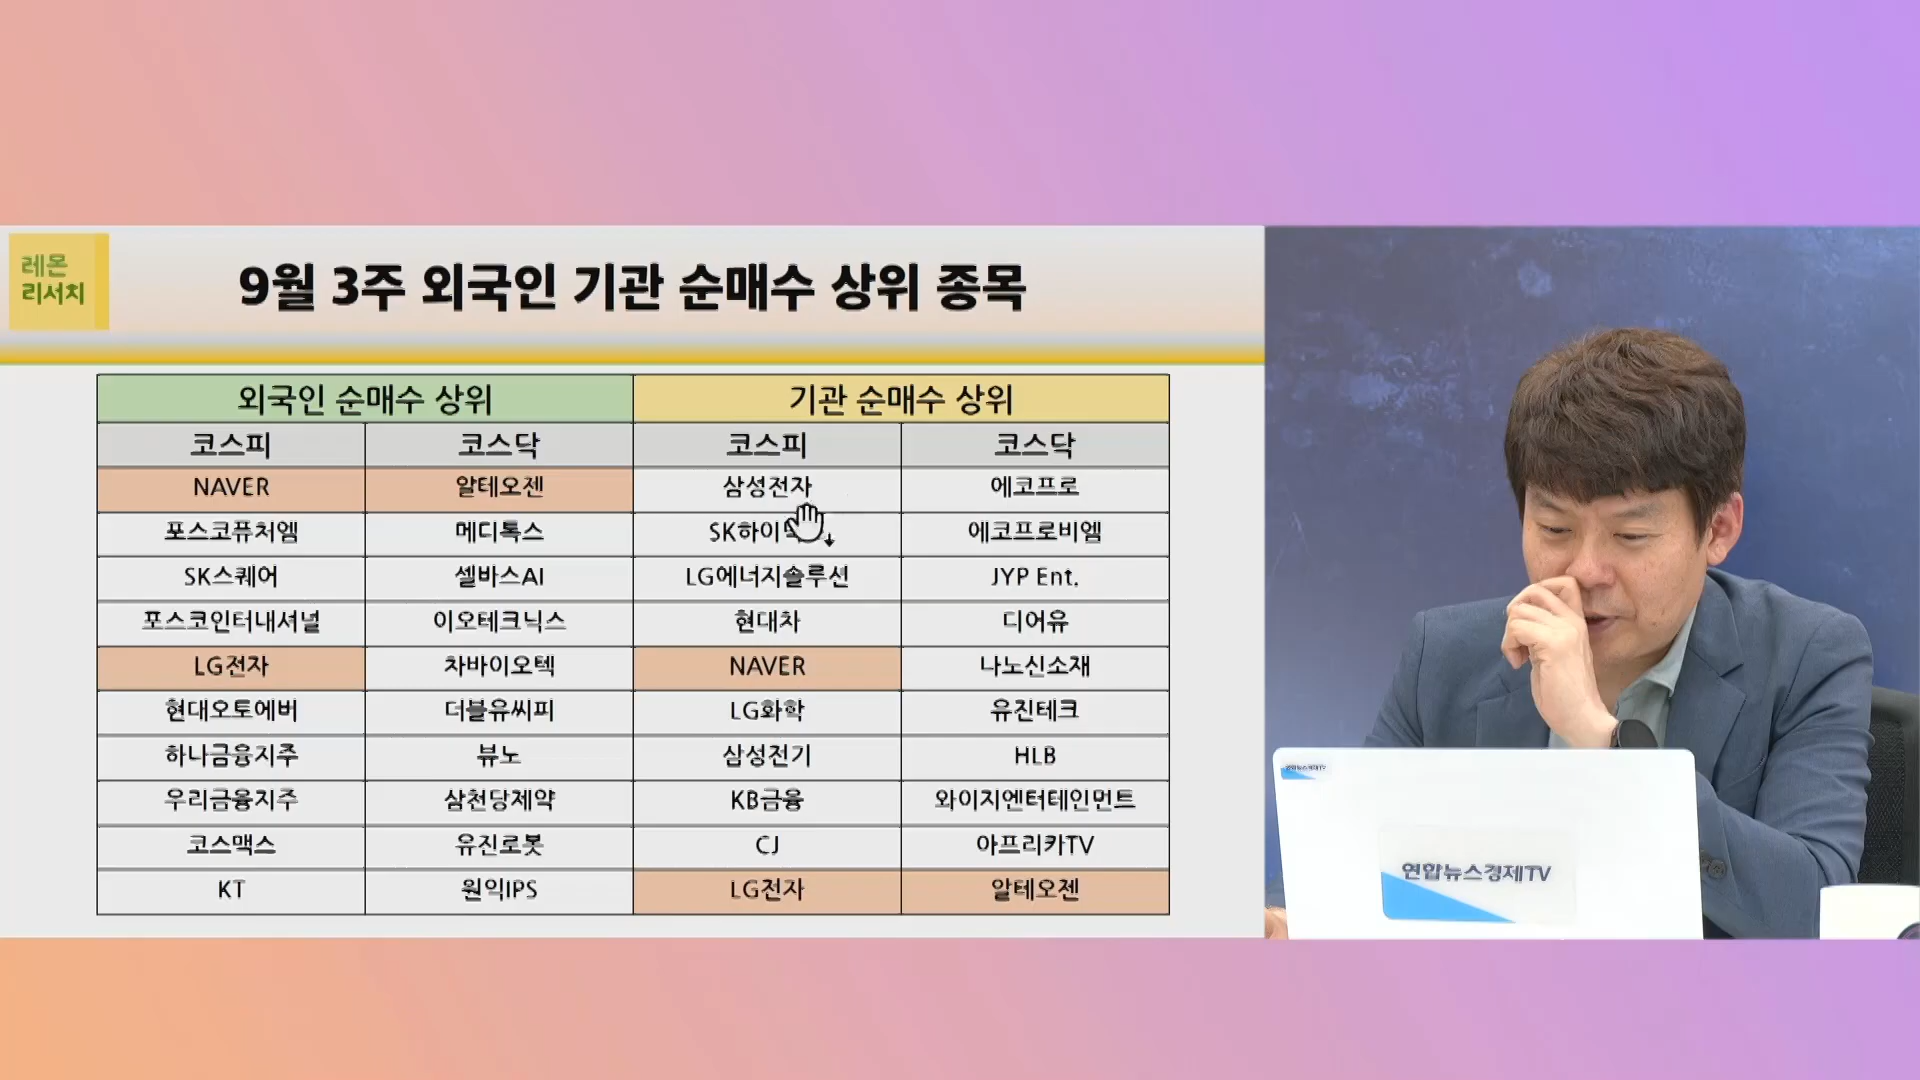 레몬
리서치
9월 3주 외국인 기관 순매수 상위 종목
외국인 순매수 상위 기관 순매수 상위
코스피 코스닥 코스피 코스닥
NAVER 알테오젠 삼성전자 에코프로
포스코퓨처엠 메디톡스 SK하이 에코프로비엠
SK스퀘어 셀바스AI LG에너지솔루션 JYP Ent.
포스코인터내셔널 이오테크닉스 현대차 디어유
LG전자 차바이오텍 NAVER 나노신소재
현대오토에버 더블유씨피 LG화학 유진테크
하나금융지주 뷰노 삼성전기 HLB
우리금융지주 삼천당제약 KB금융 와이지엔터테인먼트
코스맥스 유진로봇 CJ 아프리카TV
KT 원익IPS LG전자 알테오젠
연합뉴스경제TV